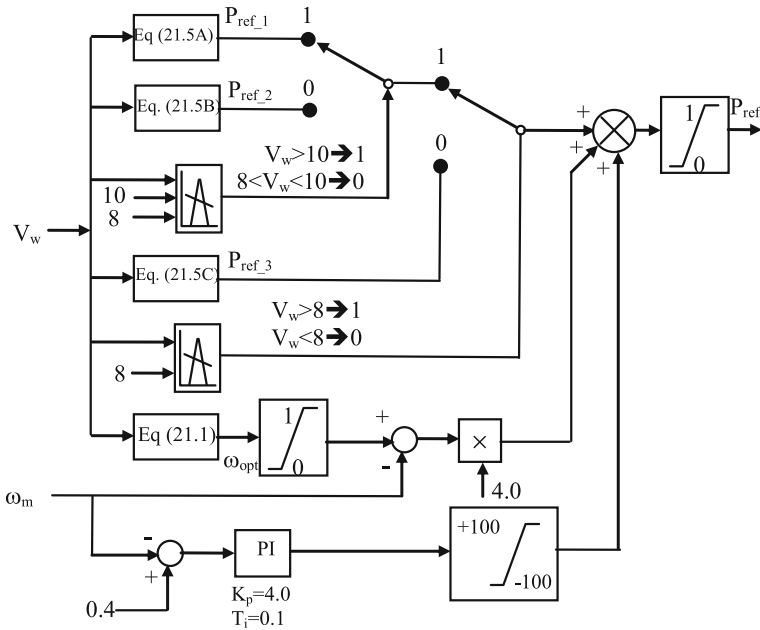 Eq (21.5A)
P_ref_1
1
Eq. (21.5B)
P_ref_2
0
1
0
V_w>10➔1
8<V_w<10➔0
10
8
V_w
Eq. (21.5C)
P_ref_3
V_w>8➔1
V_w<8➔0
8
Eq (21.1)
ω_opt
1
0
+
-
×
4.0
+
+
+
1
0
P_ref
ω_m
-
+
0.4
PI
K_p=4.0
T_i=0.1
+100
-100